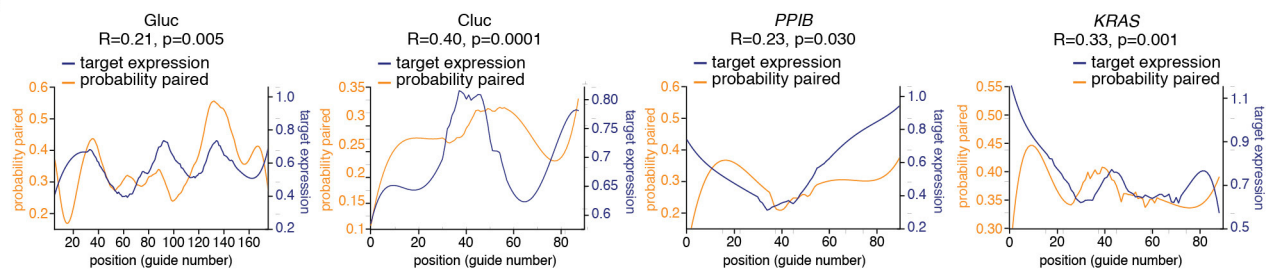 Gluc
R=0.21, p=0.005
target expression
probability paired
0.6
0.5
0.4
0.3
0.2
probability paired
1.0
0.8
0.6
0.4
0.2
target expression
20 40 60 80 100 120 140 160
position (guide number)
Cluc
R=0.40, p=0.0001
target expression
probability paired
0.35
0.3
0.25
0.2
0.15
0.1
probability paired
0.80
0.75
0.70
0.65
0.6
target expression
0 20 40 60 80
position (guide number)
PPIB
R=0.23, p=0.030
target expression
probability paired
0.6
0.5
0.4
0.3
0.2
probability paired
1.0
0.8
0.6
0.4
0.2
target expression
0 20 40 60 80
position (guide number)
KRAS
R=0.33, p=0.001
target expression
probability paired
0.55
0.50
0.45
0.40
0.35
0.30
probability paired
1.1
0.9
0.7
0.5
target expression
0 20 40 60 80
position (guide number)